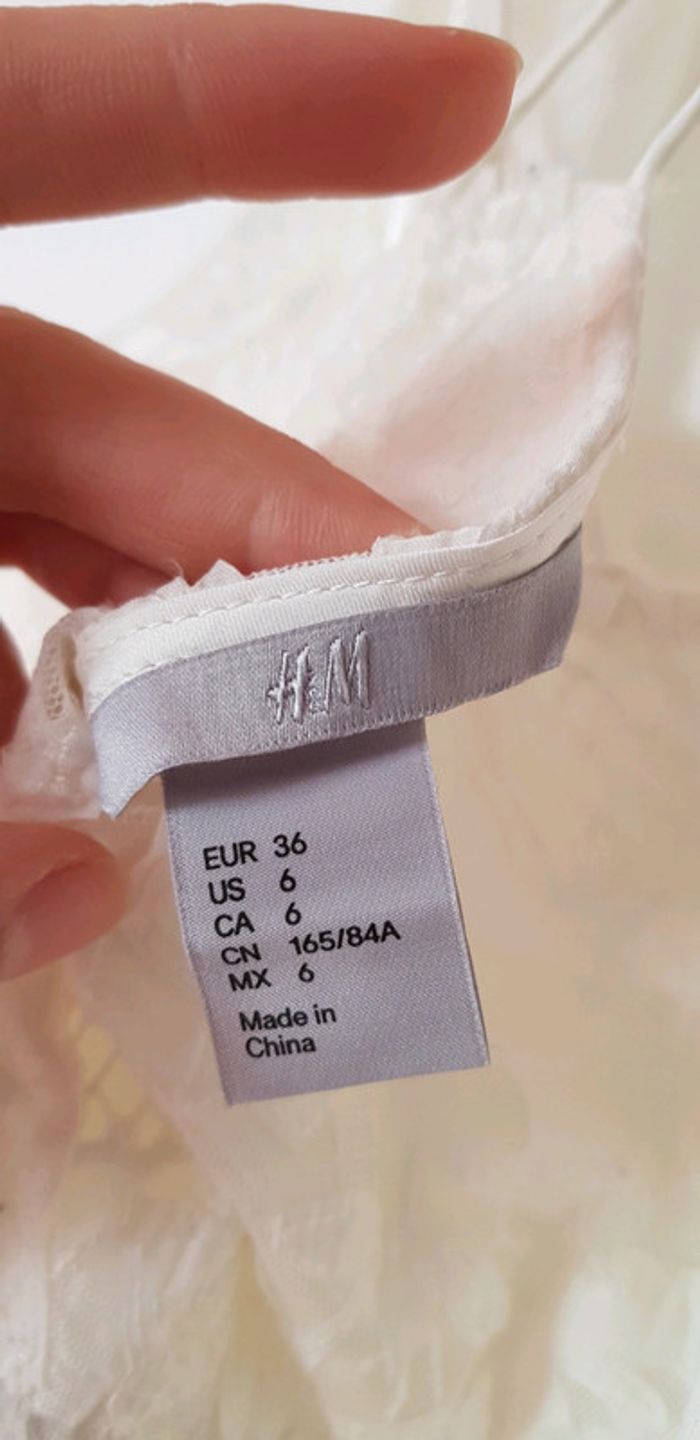 H&M
EUR 36
US 6
CA 6
CN 165/84A
MX 6
Made in
China